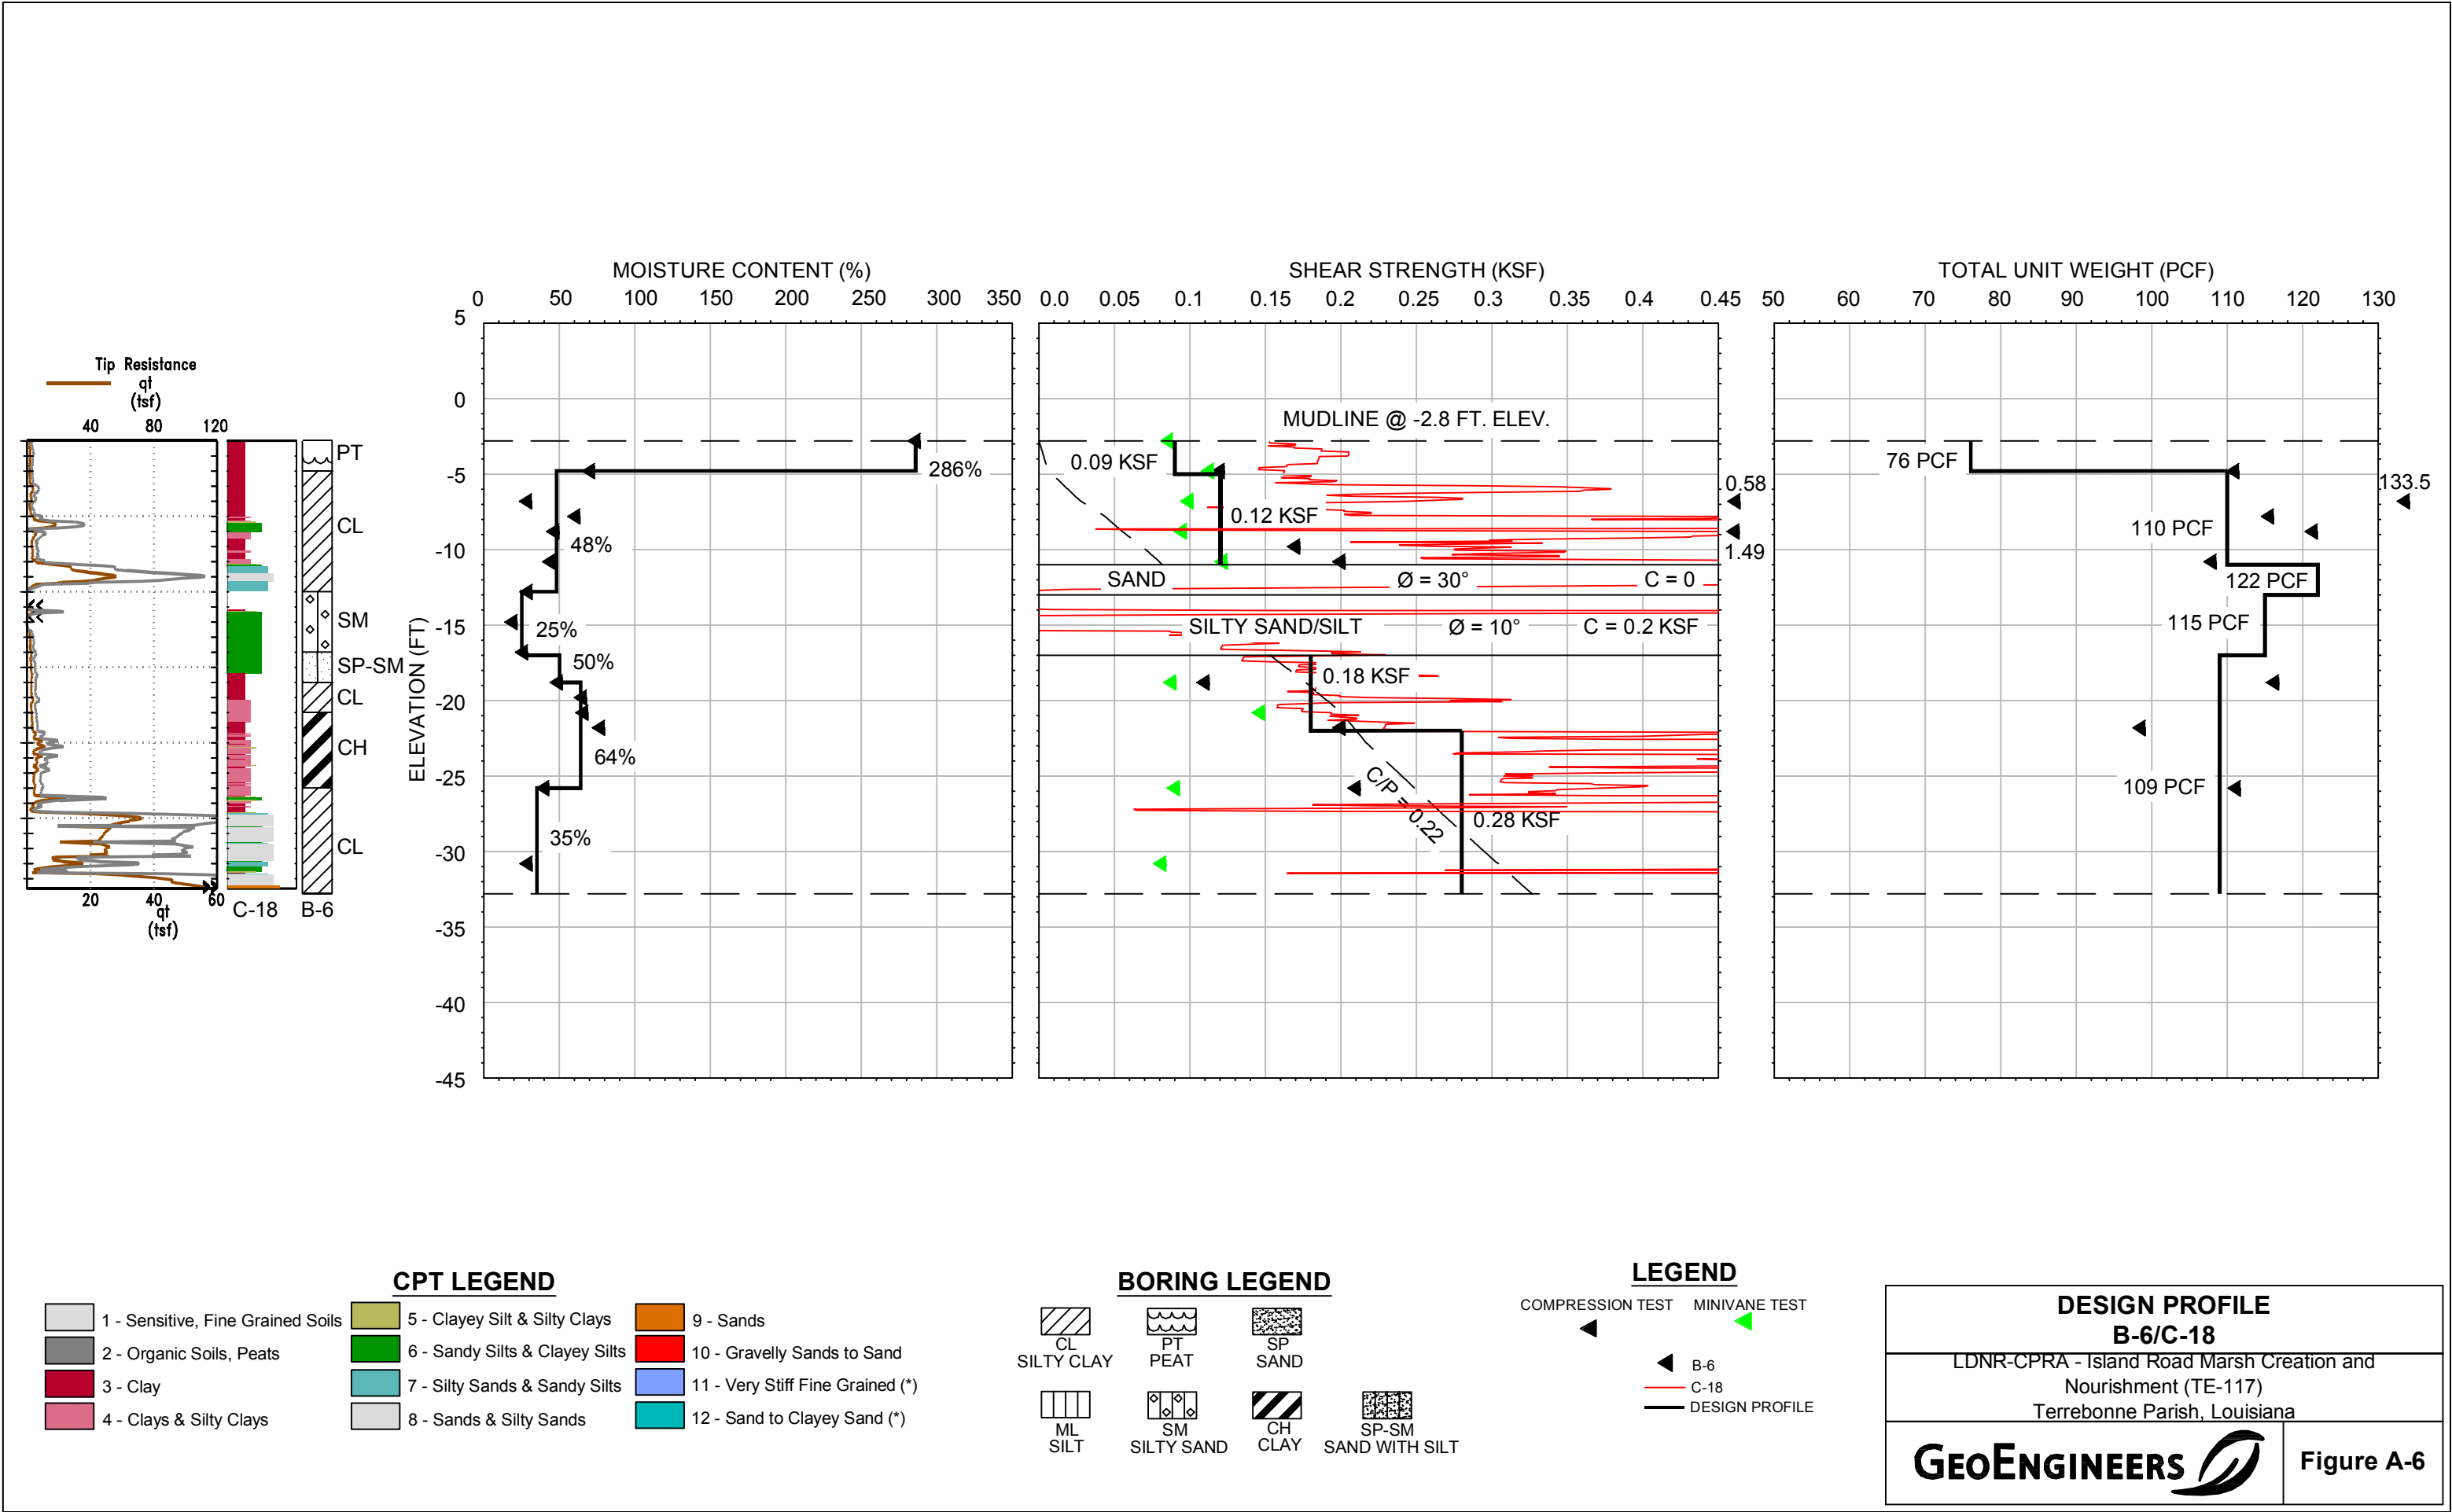 MOISTURE CONTENT (%)
0 50 100 150 200 250 300 350
SHEAR STRENGTH (KSF)
0.0 0.05 0.1 0.15 0.2 0.25 0.3 0.35 0.4 0.45
TOTAL UNIT WEIGHT (PCF)
50 60 70 80 90 100 110 120 130
ELEVATION (FT)
5
0
-5
-10
-15
-20
-25
-30
-35
-40
-45
Tip Resistance
qt
(tsf)
40 80 120
20 40 60
qt
(tsf)
C-18 B-6
PT
CL
SM
SP-SM
CL
CH
CL
286%
48%
25%
50%
64%
35%
MUDLINE @ -2.8 FT. ELEV.
0.09 KSF
0.58
0.12 KSF
1.49
SAND Ø = 30° C = 0
SILTY SAND/SILT Ø = 10° C = 0.2 KSF
0.18 KSF
C/P = 0.22
0.28 KSF
76 PCF
133.5
110 PCF
122 PCF
115 PCF
109 PCF
CPT LEGEND
1 - Sensitive, Fine Grained Soils
2 - Organic Soils, Peats
3 - Clay
4 - Clays & Silty Clays
5 - Clayey Silt & Silty Clays
6 - Sandy Silts & Clayey Silts
7 - Silty Sands & Sandy Silts
8 - Sands & Silty Sands
9 - Sands
10 - Gravelly Sands to Sand
11 - Very Stiff Fine Grained (*)
12 - Sand to Clayey Sand (*)
BORING LEGEND
CL
SILTY CLAY
PT
PEAT
SP
SAND
ML
SILT
SM
SILTY SAND
CH
CLAY
SP-SM
SAND WITH SILT
LEGEND
COMPRESSION TEST MINIVANE TEST
B-6
C-18
DESIGN PROFILE
DESIGN PROFILE
B-6/C-18
LDNR-CPRA - Island Road Marsh Creation and
Nourishment (TE-117)
Terrebonne Parish, Louisiana
GEOENGINEERS
Figure A-6